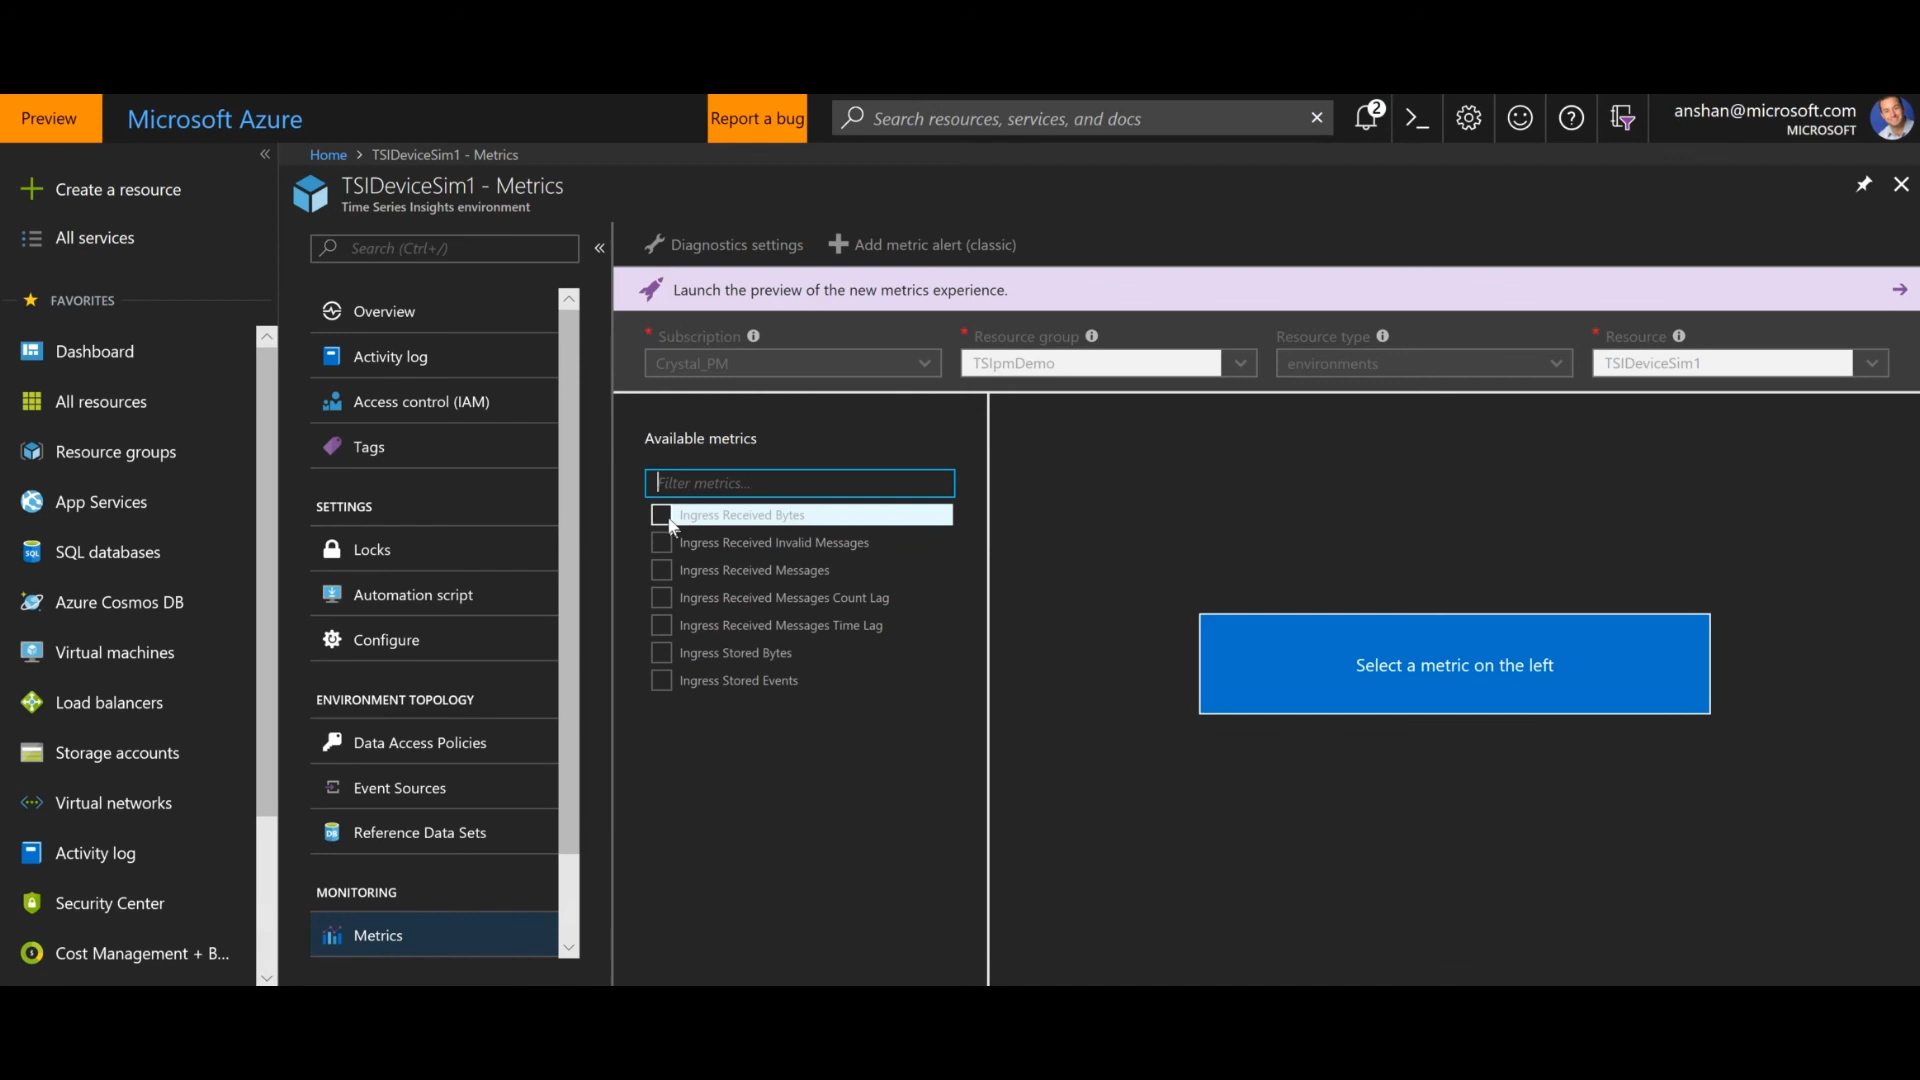 Preview
Microsoft Azure
Report a bug
Search resources, services, and docs
2
anshan@microsoft.com
MICROSOFT
Create a resource
All services
FAVORITES
Dashboard
All resources
Resource groups
App Services
SQL databases
Azure Cosmos DB
Virtual machines
Load balancers
Storage accounts
Virtual networks
Activity log
Security Center
Cost Management + B...
Home > TSIDeviceSim1 - Metrics
TSIDeviceSim1 - Metrics
Time Series Insights environment
Search (Ctrl+/)
Overview
Activity log
Access control (IAM)
Tags
SETTINGS
Locks
Automation script
Configure
ENVIRONMENT TOPOLOGY
Data Access Policies
Event Sources
Reference Data Sets
MONITORING
Metrics
Diagnostics settings
Add metric alert (classic)
Launch the preview of the new metrics experience.
* Subscription
Crystal_PM
* Resource group
TSIpmDemo
Resource type
environments
* Resource
TSIDeviceSim1
Available metrics
Filter metrics...
Ingress Received Bytes
Ingress Received Invalid Messages
Ingress Received Messages
Ingress Received Messages Count Lag
Ingress Received Messages Time Lag
Ingress Stored Bytes
Ingress Stored Events
Select a metric on the left